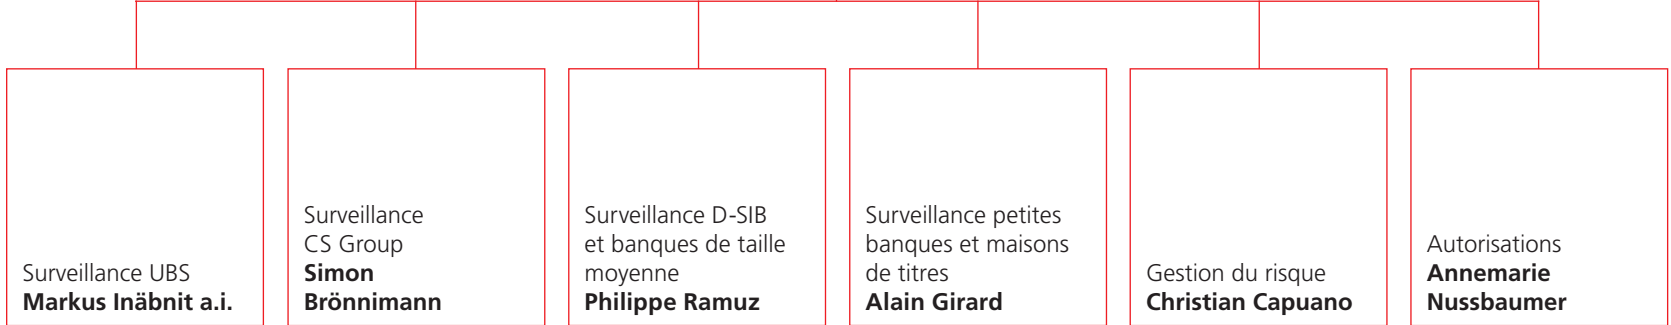 Surveillance UBS
Markus Inäbnit a.i.
Surveillance
CS Group
Simon
Brönnimann
Surveillance D-SIB
et banques de taille
moyenne
Philippe Ramuz
Surveillance petites
banques et maisons
de titres
Alain Girard
Gestion du risque
Christian Capuano
Autorisations
Annemarie
Nussbaumer